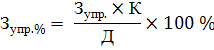 Зупр.% = Зупр. × К / Д × 100 %